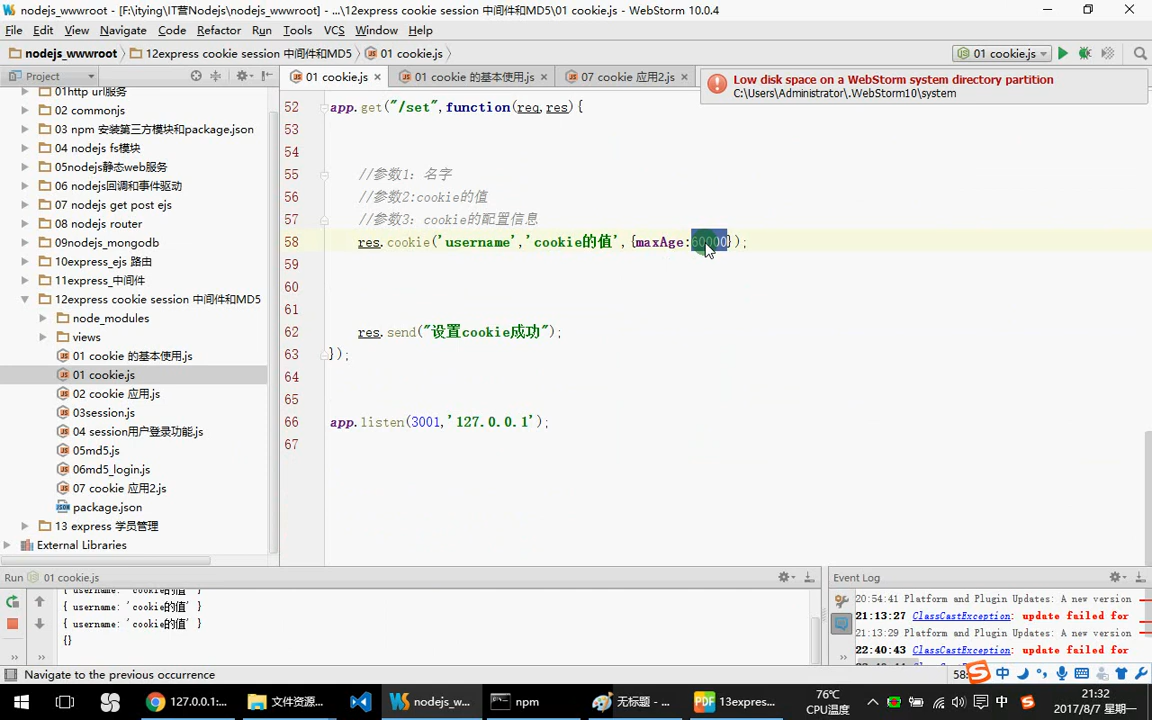 nodejs_wwwroot - [F:\itying\IT营Nodejs\nodejs_wwwroot] - ...\12express cookie session 中间件和MD5\01 cookie.js - WebStorm 10.0.4
File Edit View Navigate Code Refactor Run Tools VCS Window Help
nodejs_wwwroot 12express cookie session 中间件和MD5 01 cookie.js
01 cookie.js
Project
01 cookie.js
01 cookie 的基本使用.js
07 cookie 应用2.js
Low disk space on a WebStorm system directory partition
C:\Users\Administrator\.WebStorm10\system
01http url服务
02 commonjs
03 npm 安装第三方模块和package.json
04 nodejs fs模块
05nodejs静态web服务
06 nodejs回调和事件驱动
07 nodejs get post ejs
08 nodejs router
09nodejs_mongodb
10express_ejs 路由
11express_中间件
12express cookie session 中间件和MD5
node_modules
views
01 cookie 的基本使用.js
01 cookie.js
02 cookie 应用.js
03session.js
04 session用户登录功能.js
05md5.js
06md5_login.js
07 cookie 应用2.js
package.json
13 express 学员管理
External Libraries
52 app.get("/set",function(req,res){
53
54
55 //参数1：名字
56 //参数2:cookie的值
57 //参数3：cookie的配置信息
58 res.cookie('username','cookie的值',{maxAge:60000});
59
60
61
62 res.send("设置cookie成功");
63 });
64
65
66 app.listen(3001,'127.0.0.1');
67
Run 01 cookie.js
{ username: 'cookie的值' }
{ username: 'cookie的值' }
{ username: 'cookie的值' }
{}
Event Log
20:54:41 Platform and Plugin Updates: A new version
21:13:27 ClassCastException: update failed for
21:13:29 Platform and Plugin Updates: A new version
22:40:43 ClassCastException: update failed for
Navigate to the previous occurrence
58:
中
127.0.0.1:...
文件资源...
nodejs_w...
npm
无标题 - ...
13expres...
76℃
CPU温度
中
21:32
2017/8/7 星期一